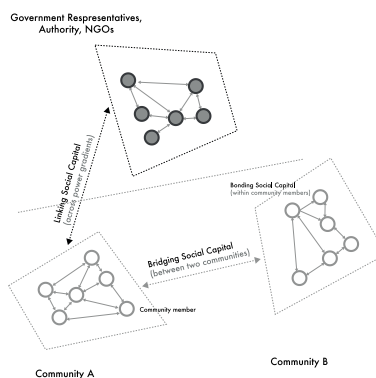 Government Respresentatives,
Authority, NGOs
Linking Social Capital
(across power gradients)
Bonding Social Capital
(within community members)
Bridging Social Capital
(between two communities)
Community member
Community B
Community A